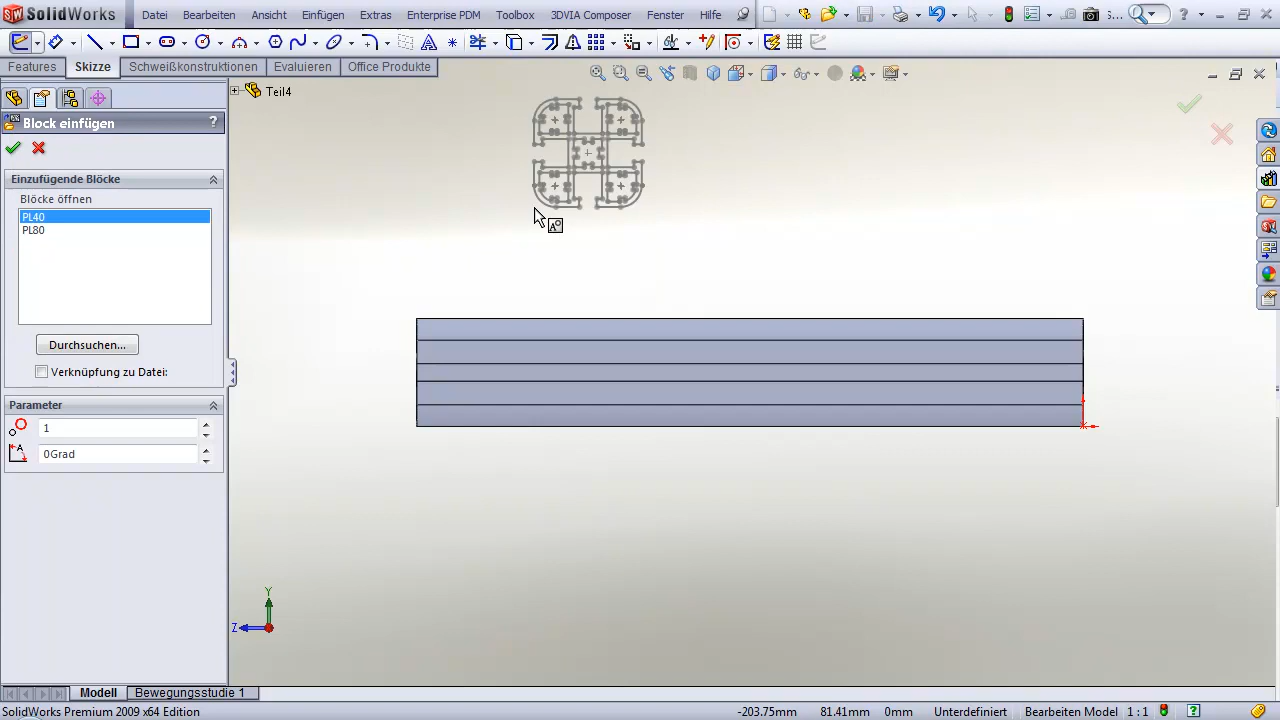 SolidWorks
Datei Bearbeiten Ansicht Einfügen Extras Enterprise PDM Toolbox 3DVIA Composer Fenster Hilfe S...
Features Skizze Schweißkonstruktionen Evaluieren Office Produkte
Teil4
Block einfügen ?
Einzufügende Blöcke
Blöcke öffnen
PL40
PL80
Durchsuchen...
Verknüpfung zu Datei:
Parameter
1
0Grad
Y
Z
Modell Bewegungsstudie 1
SolidWorks Premium 2009 x64 Edition -203.75mm 81.41mm 0mm Unterdefiniert Bearbeiten Model 1:1